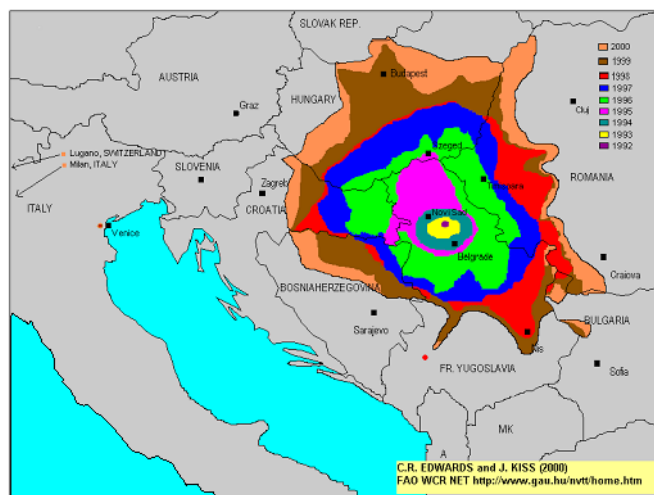 SLOVAK REP.
AUSTRIA
HUNGARY
Budapest
Graz
Cluj
2000
1999
1998
1997
1996
1995
1994
1993
1992
Lugano, SWITZERLAND
Milan, ITALY
SLOVENIA
Zagreb
CROATIA
Szeged
ROMANIA
ITALY
Venice
Novi Sad
Belgrade
Craiova
BOSNIAHERZEGOVINA
Sarajevo
BULGARIA
Nis
Sofia
FR. YUGOSLAVIA
MK
A
C.R. EDWARDS and J. KISS (2000)
FAO WCR NET http://www.gau.hu/nvtt/home.htm